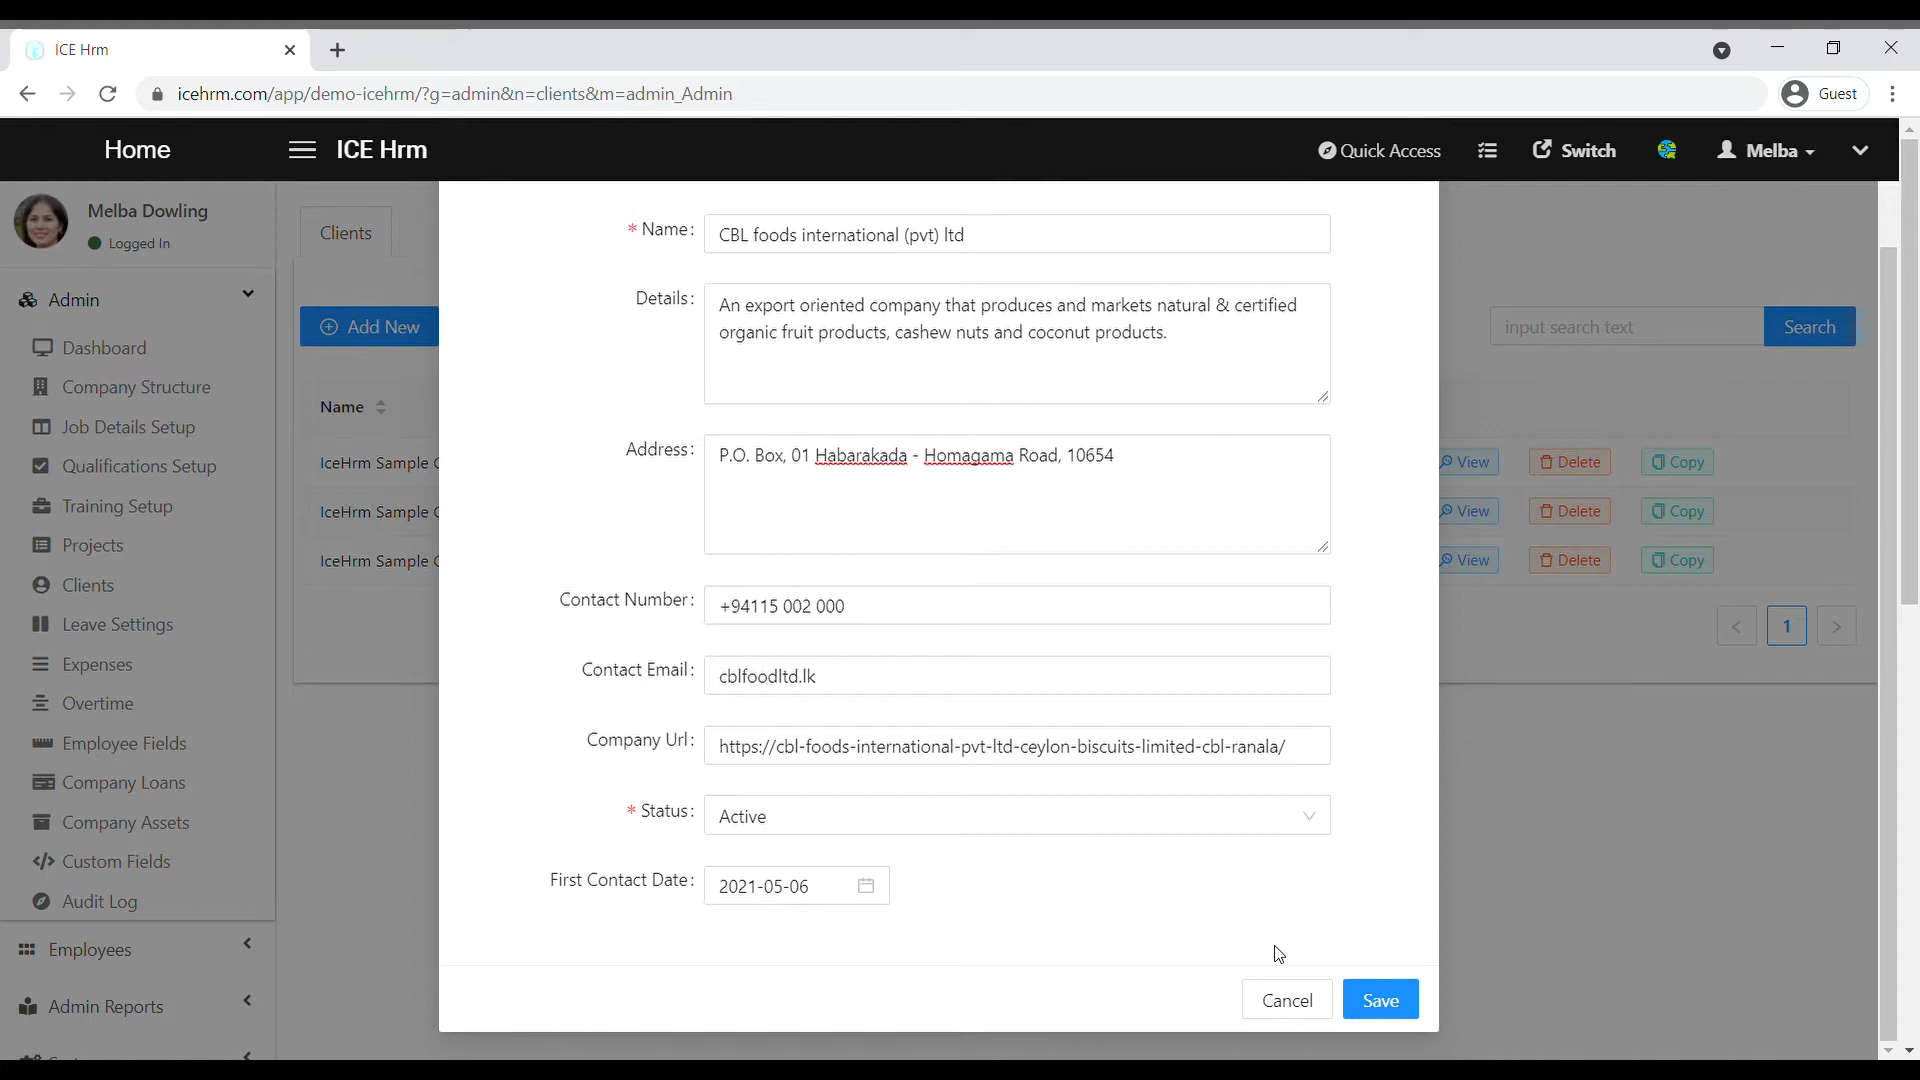 ICE Hrm
icehrm.com/app/demo-icehrm/?g=admin&n=clients&m=admin_Admin
Guest
Home
ICE Hrm
Quick Access
Switch
Melba
Melba Dowling
Logged In
Admin
Dashboard
Company Structure
Job Details Setup
Qualifications Setup
Training Setup
Projects
Clients
Leave Settings
Expenses
Overtime
Employee Fields
Company Loans
Company Assets
Custom Fields
Audit Log
Employees
Admin Reports
Clients
Add New
input search text
Search
Name
IceHrm Sample
View Delete Copy
IceHrm Sample
View Delete Copy
IceHrm Sample
View Delete Copy
< 1 >
* Name: CBL foods international (pvt) ltd
Details: An export oriented company that produces and markets natural & certified
organic fruit products, cashew nuts and coconut products.
Address: P.O. Box, 01 Habarakada - Homagama Road, 10654
Contact Number: +94115 002 000
Contact Email: cblfoodltd.lk
Company Url: https://cbl-foods-international-pvt-ltd-ceylon-biscuits-limited-cbl-ranala/
* Status: Active
First Contact Date: 2021-05-06
Cancel
Save